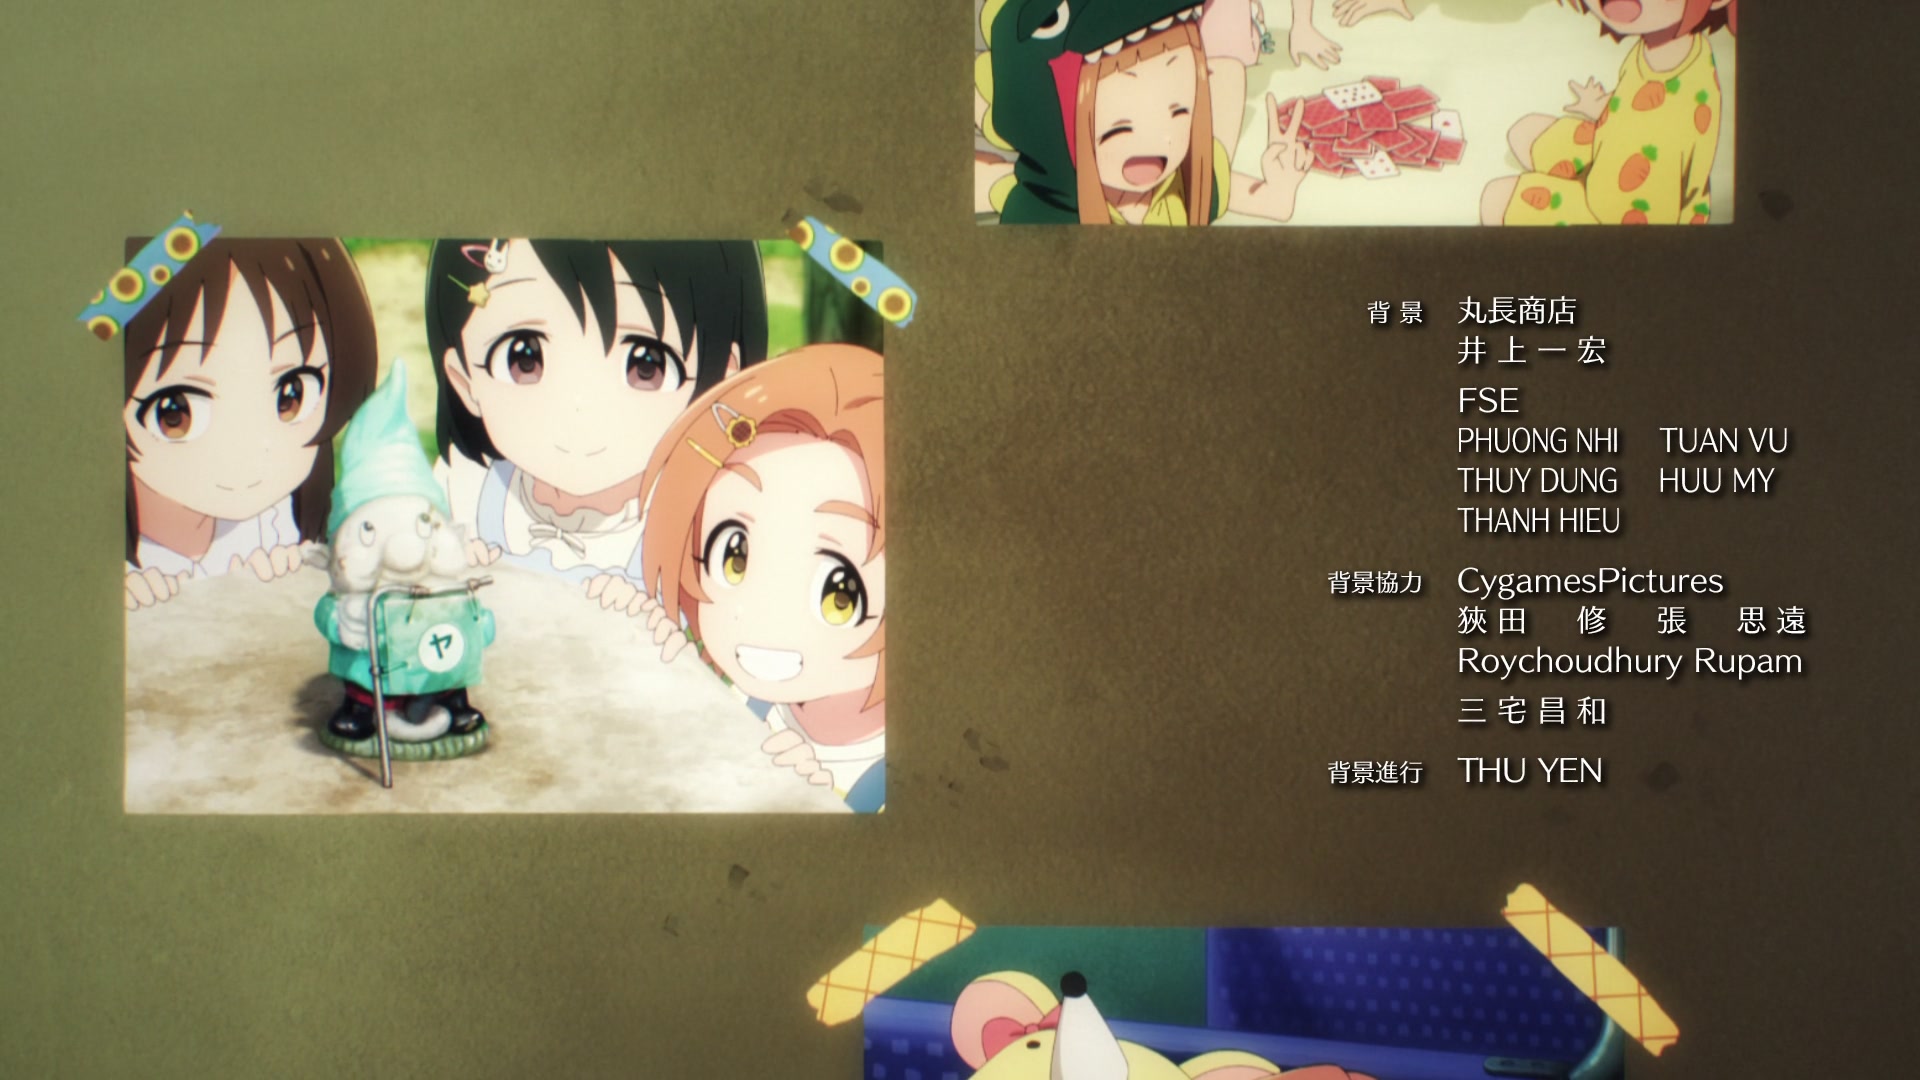 ヤ
背景 丸長商店
井上一宏
FSE
PHUONG NHI TUAN VU
THUY DUNG HUU MY
THANH HIEU
背景協力 CygamesPictures
狹田 修 張 思遠
Roychoudhury Rupam
三宅昌和
背景進行 THU YEN